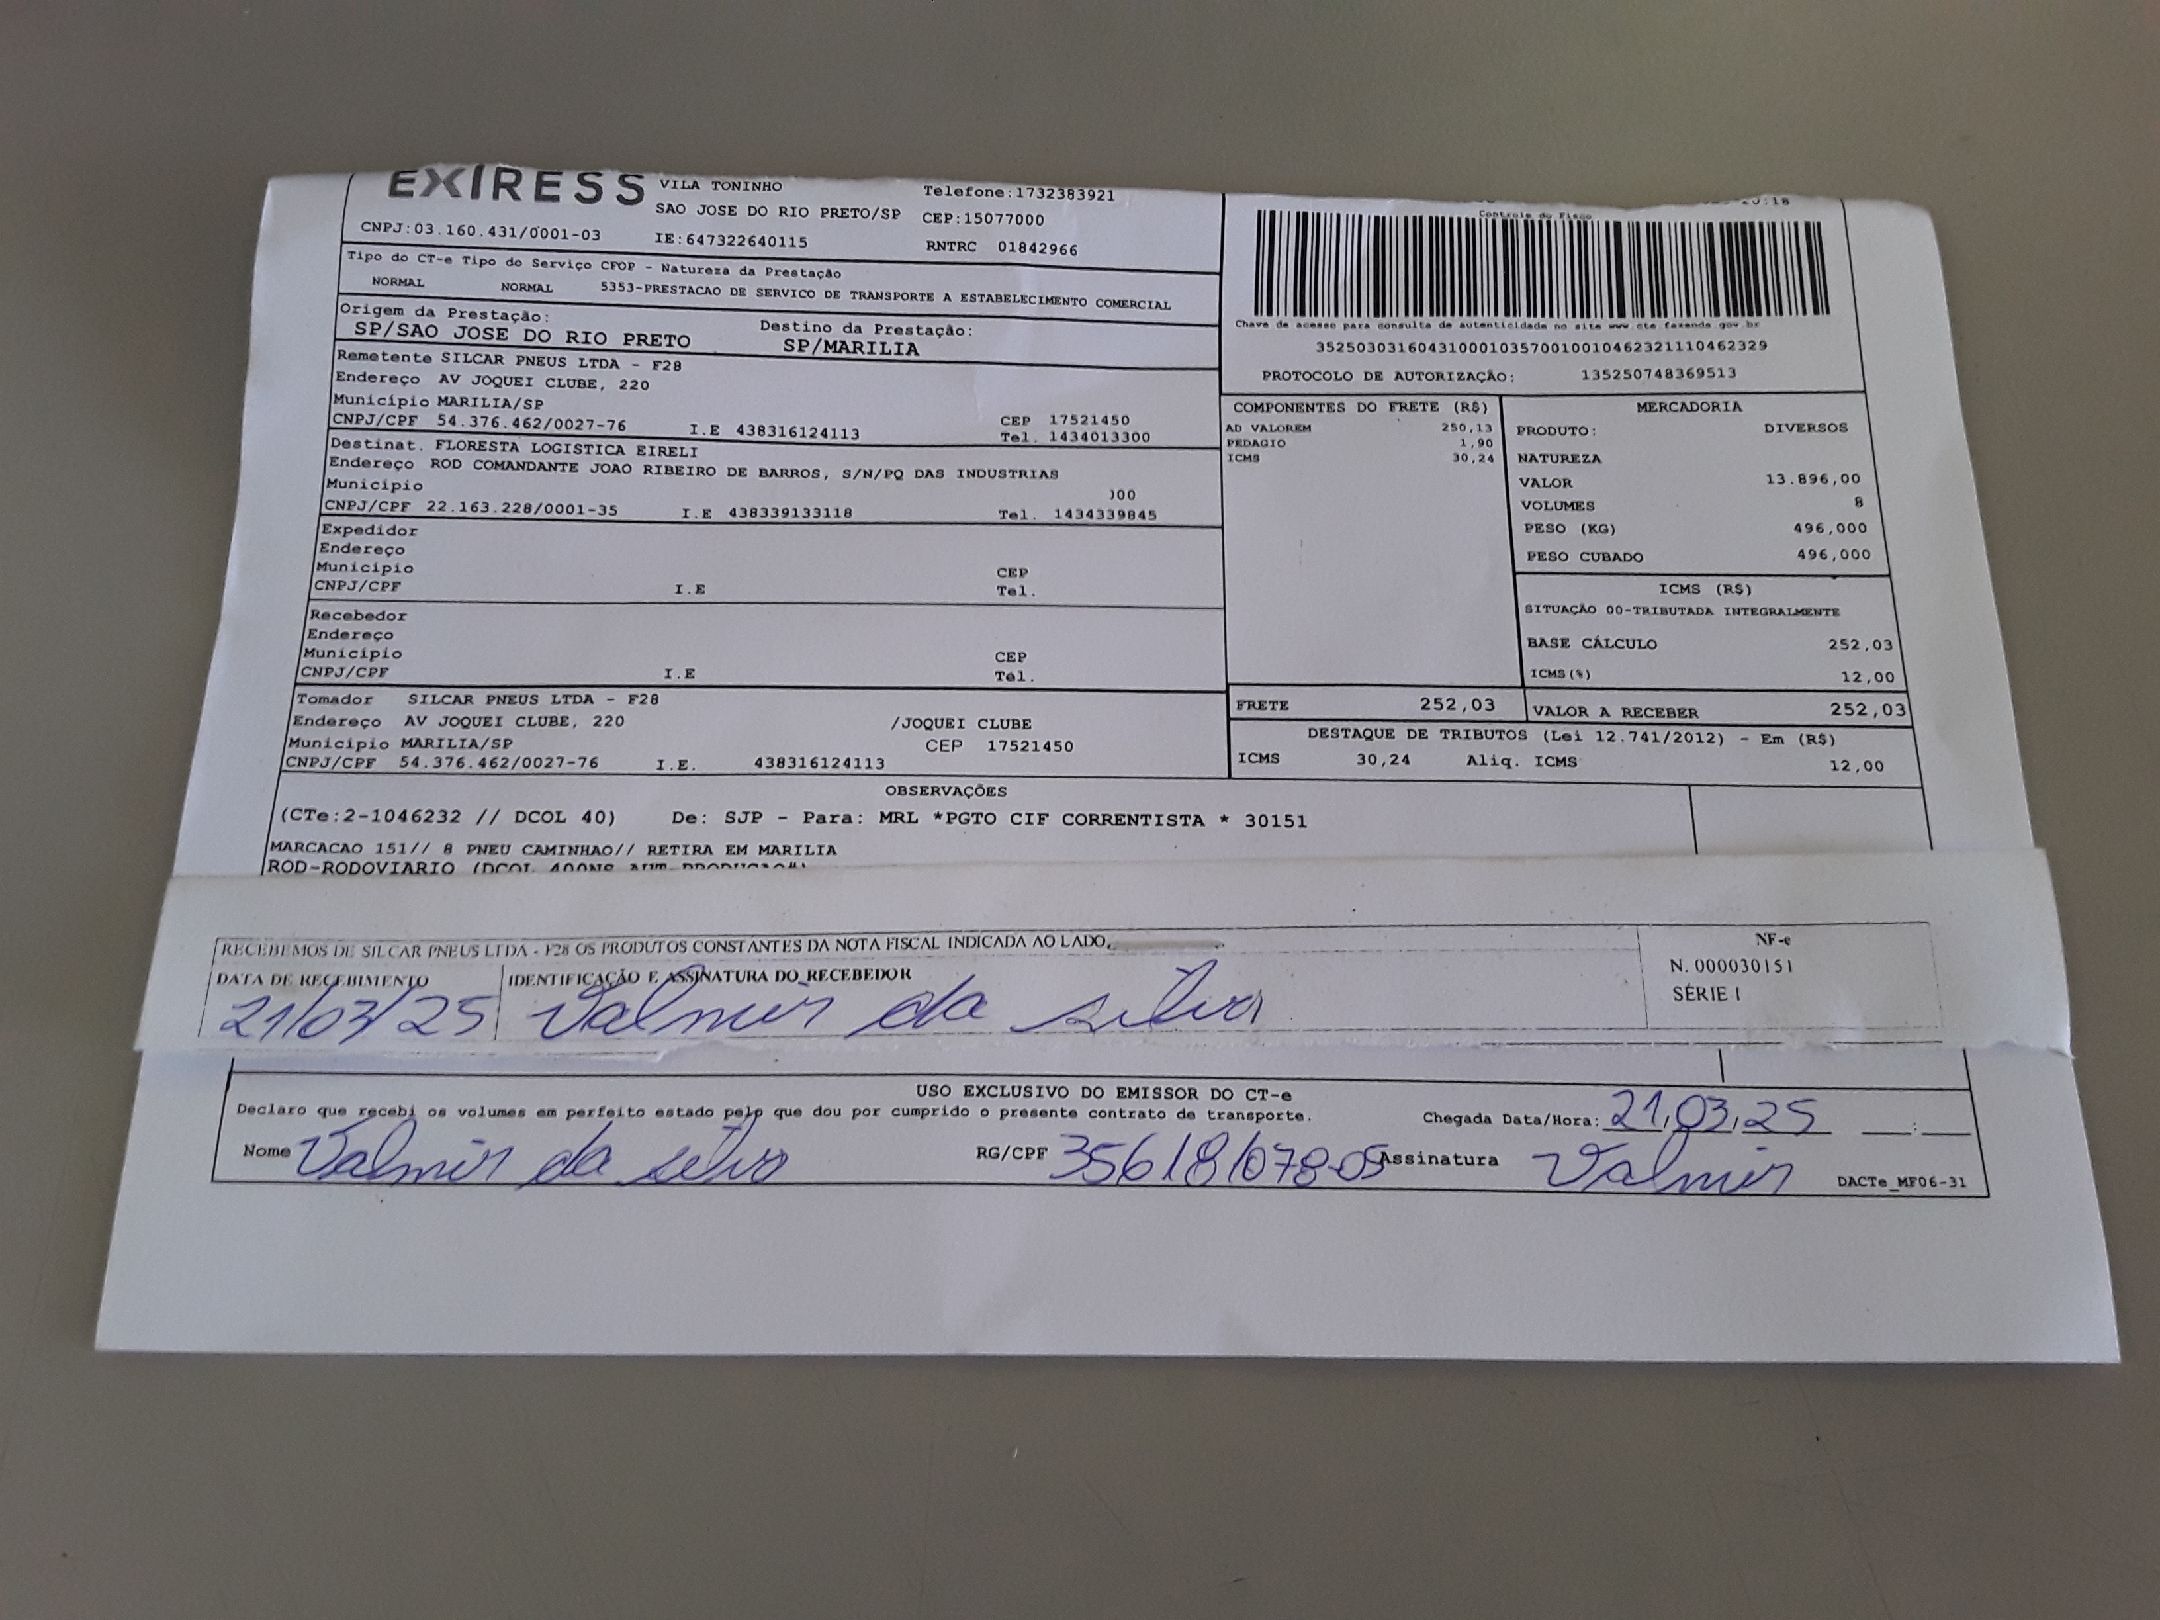 EXIRESS
VILA TONINHO Telefone:1732383921
SAO JOSE DO RIO PRETO/SP CEP:15077000
CNPJ:03.160.431/0001-03 IE:647322640115 RNTRC 01842966
Controle do Fisco
Tipo do CT-e Tipo do Serviço CFOP - Natureza da Prestação
NORMAL NORMAL 5353-PRESTACAO DE SERVICO DE TRANSPORTE A ESTABELECIMENTO COMERCIAL
Origem da Prestação: Destino da Prestação:
SP/SAO JOSE DO RIO PRETO SP/MARILIA
Chave de acesso para consulta de autenticidade no site www.cte.fazenda.gov.br
35250303160431000103570010010462321110462329
PROTOCOLO DE AUTORIZAÇÃO: 135250748369513
Remetente SILCAR PNEUS LTDA - F28
Endereço AV JOQUEI CLUBE, 220
Município MARILIA/SP CEP 17521450
CNPJ/CPF 54.376.462/0027-76 I.E 438316124113 Tel. 1434013300
Destinat. FLORESTA LOGISTICA EIRELI
Endereço ROD COMANDANTE JOAO RIBEIRO DE BARROS, S/N/PQ DAS INDUSTRIAS
Município 00
CNPJ/CPF 22.163.228/0001-35 I.E 438339133118 Tel. 1434339845
Expedidor
Endereço
Município CEP
CNPJ/CPF I.E Tel.
Recebedor
Endereço
Município CEP
CNPJ/CPF I.E Tel.
Tomador SILCAR PNEUS LTDA - F28
Endereço AV JOQUEI CLUBE, 220 /JOQUEI CLUBE
Município MARILIA/SP CEP 17521450
CNPJ/CPF 54.376.462/0027-76 I.E. 438316124113
COMPONENTES DO FRETE (R$)
AD VALOREM 250,13
PEDAGIO 1,90
ICMS 30,24
MERCADORIA
PRODUTO: DIVERSOS
NATUREZA
VALOR 13.896,00
VOLUMES 8
PESO (KG) 496,000
PESO CUBADO 496,000
ICMS (R$)
SITUAÇÃO 00-TRIBUTADA INTEGRALMENTE
BASE CÁLCULO 252,03
ICMS(%) 12,00
FRETE 252,03 VALOR A RECEBER 252,03
DESTAQUE DE TRIBUTOS (Lei 12.741/2012) - Em (R$)
ICMS 30,24 Aliq. ICMS 12,00
OBSERVAÇÕES
(CTe:2-1046232 // DCOL 40) De: SJP - Para: MRL *PGTO CIF CORRENTISTA * 30151
MARCACAO 151// 8 PNEU CAMINHAO// RETIRA EM MARILIA
ROD-RODOVIARIO (DCOL
RECEBEMOS DE SILCAR PNEUS LTDA - F28 OS PRODUTOS CONSTANTES DA NOTA FISCAL INDICADA AO LADO.
DATA DE RECEBIMENTO IDENTIFICAÇÃO E ASSINATURA DO RECEBEDOR
21/03/25 Valmir da silva
NF-e
N. 000030151
SÉRIE 1
USO EXCLUSIVO DO EMISSOR DO CT-e
Declaro que recebi os volumes em perfeito estado pelo que dou por cumprido o presente contrato de transporte. Chegada Data/Hora: 21,03,25 __:__
Nome Valmir da silva RG/CPF 356181078-05 Assinatura Valmir
DACTe_MF06-31